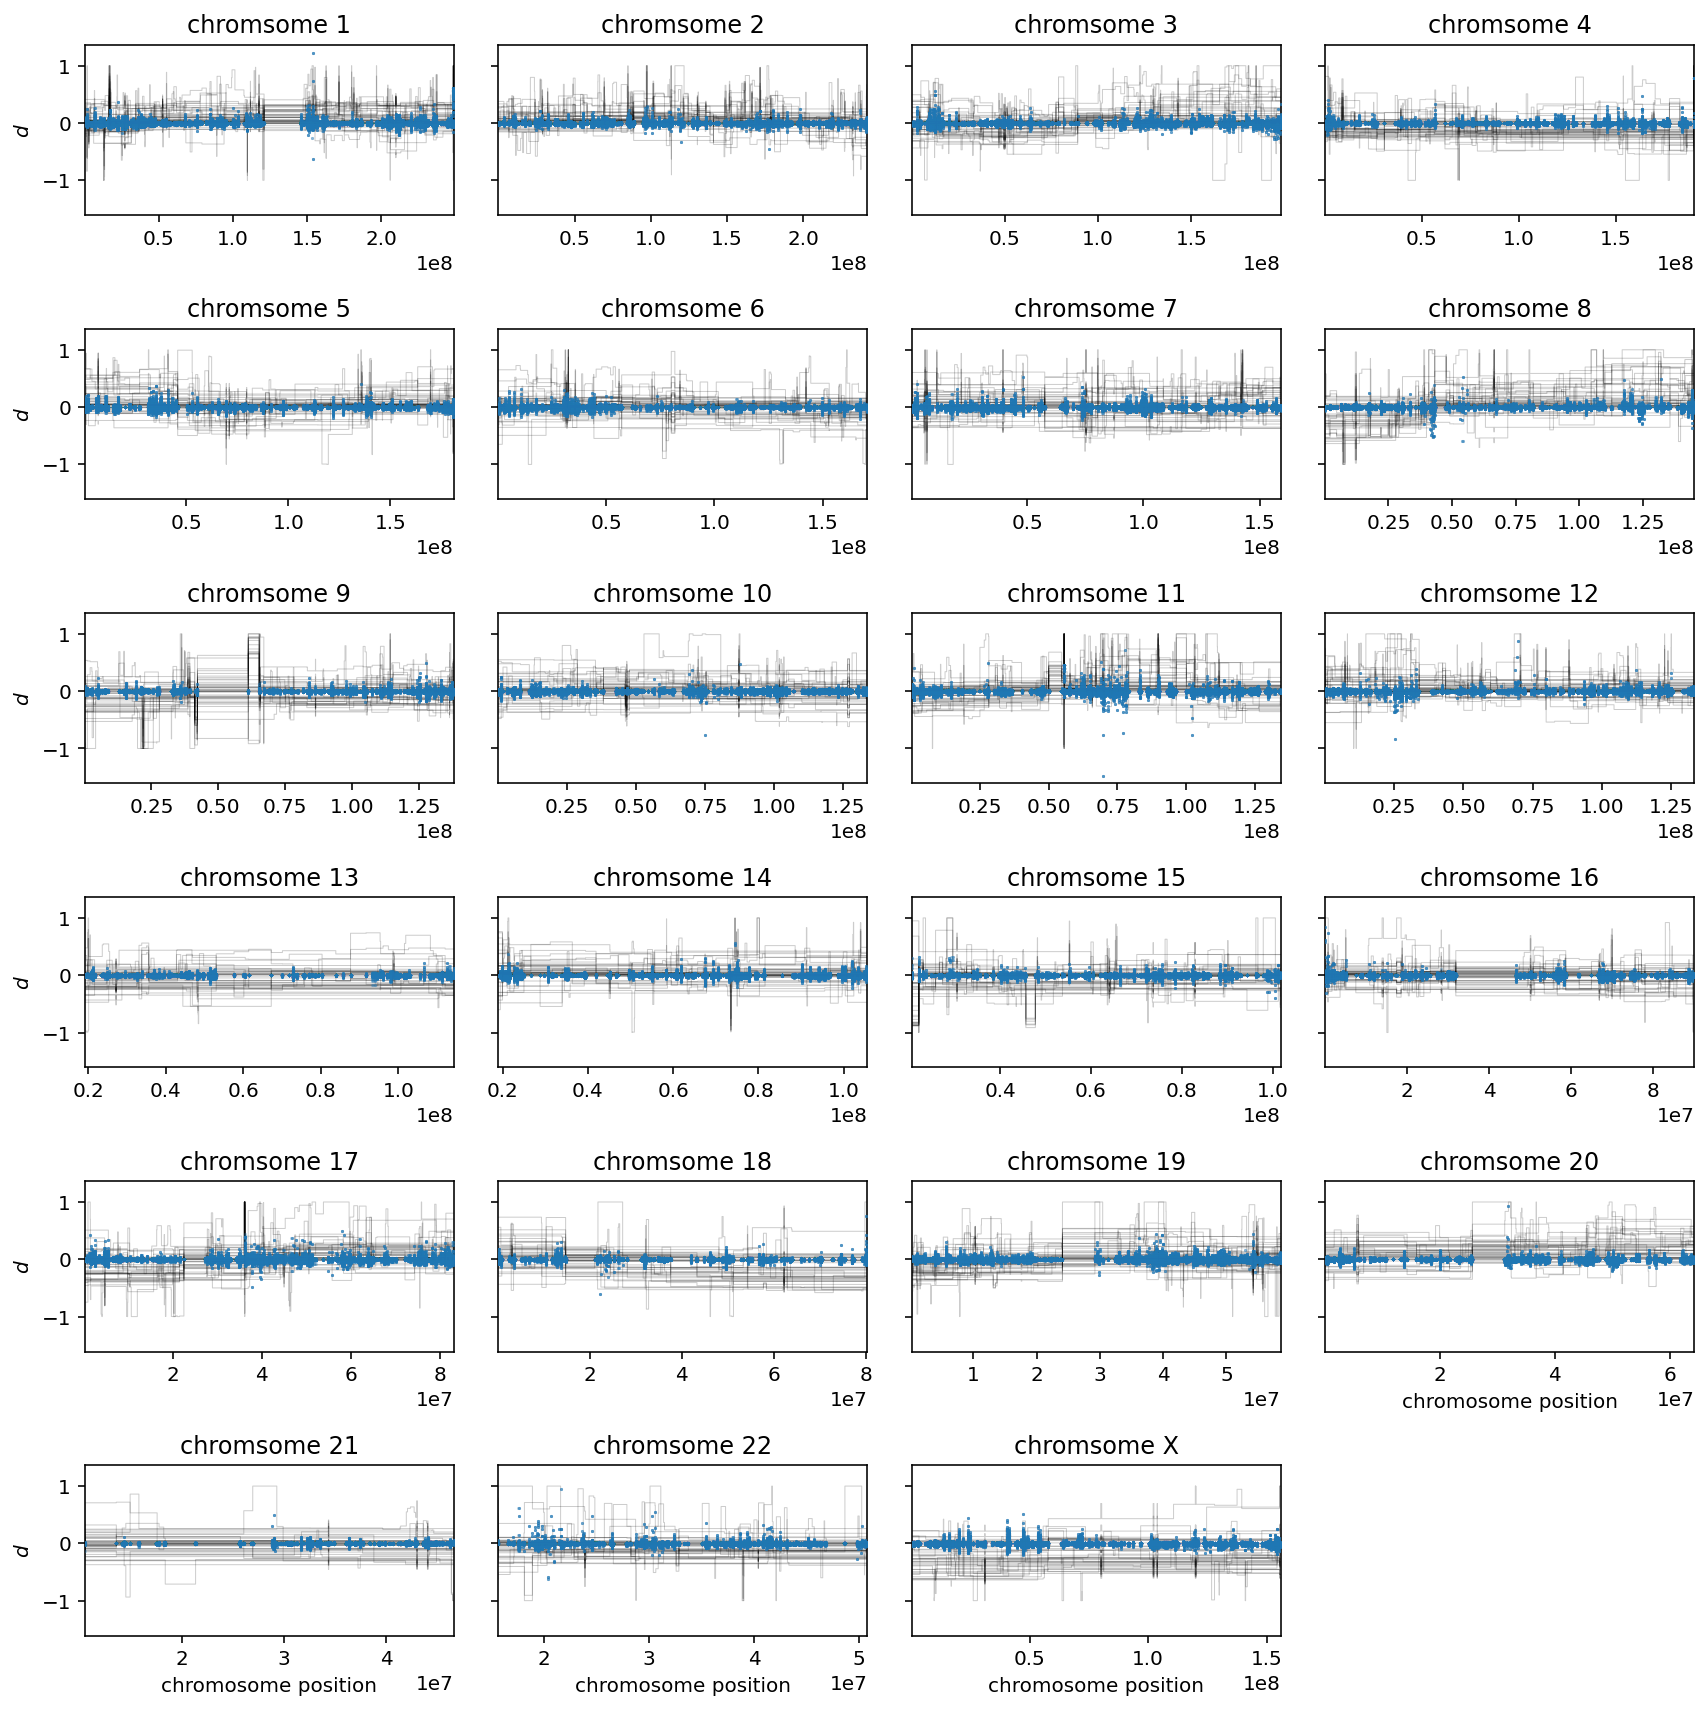 chromsome 1
chromsome 2
chromsome 3
chromsome 4
d
1
0
−1
0.5 1.0 1.5 2.0
1e8
0.5 1.0 1.5 2.0
1e8
0.5 1.0 1.5
1e8
0.5 1.0 1.5
1e8
chromsome 5
chromsome 6
chromsome 7
chromsome 8
d
1
0
−1
0.5 1.0 1.5
1e8
0.5 1.0 1.5
1e8
0.5 1.0 1.5
1e8
0.25 0.50 0.75 1.00 1.25
1e8
chromsome 9
chromsome 10
chromsome 11
chromsome 12
d
1
0
−1
0.25 0.50 0.75 1.00 1.25
1e8
0.25 0.50 0.75 1.00 1.25
1e8
0.25 0.50 0.75 1.00 1.25
1e8
0.25 0.50 0.75 1.00 1.25
1e8
chromsome 13
chromsome 14
chromsome 15
chromsome 16
d
1
0
−1
0.2 0.4 0.6 0.8 1.0
1e8
0.2 0.4 0.6 0.8 1.0
1e8
0.4 0.6 0.8 1.0
1e8
2 4 6 8
1e7
chromsome 17
chromsome 18
chromsome 19
chromsome 20
d
1
0
−1
2 4 6 8
1e7
2 4 6 8
1e7
1 2 3 4 5
1e7
2 4 6
chromosome position 1e7
chromsome 21
chromsome 22
chromsome X
d
1
0
−1
2 3 4
chromosome position 1e7
2 3 4 5
chromosome position 1e7
0.5 1.0 1.5
chromosome position 1e8